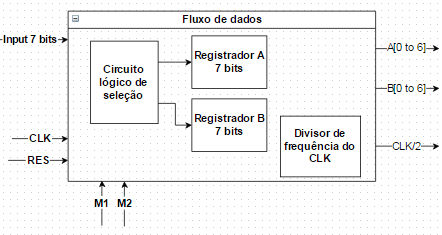 Fluxo de dados
Input 7 bits
Circuito
lógico de
seleção
Registrador A
7 bits
Registrador B
7 bits
Divisor de
frequência do
CLK
A[0 to 6]
B[0 to 6]
CLK/2
CLK
RES
M1
M2